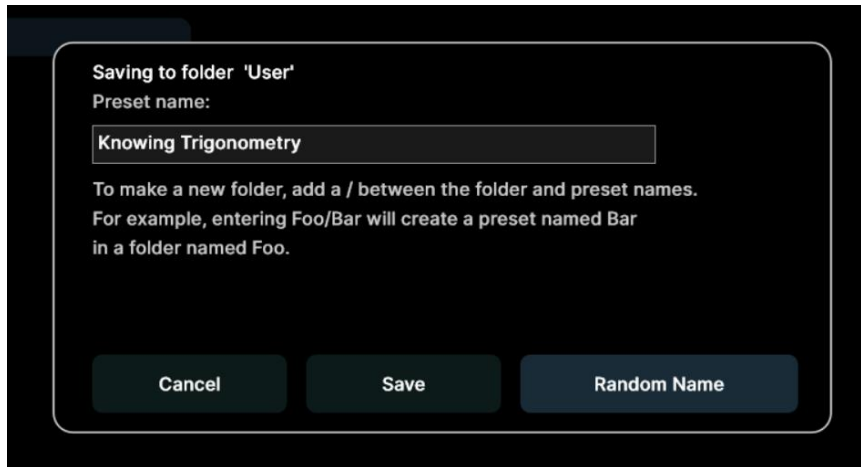 Saving to folder 'User'
Preset name:
Knowing Trigonometry
To make a new folder, add a / between the folder and preset names.
For example, entering Foo/Bar will create a preset named Bar
in a folder named Foo.
Cancel Save Random Name